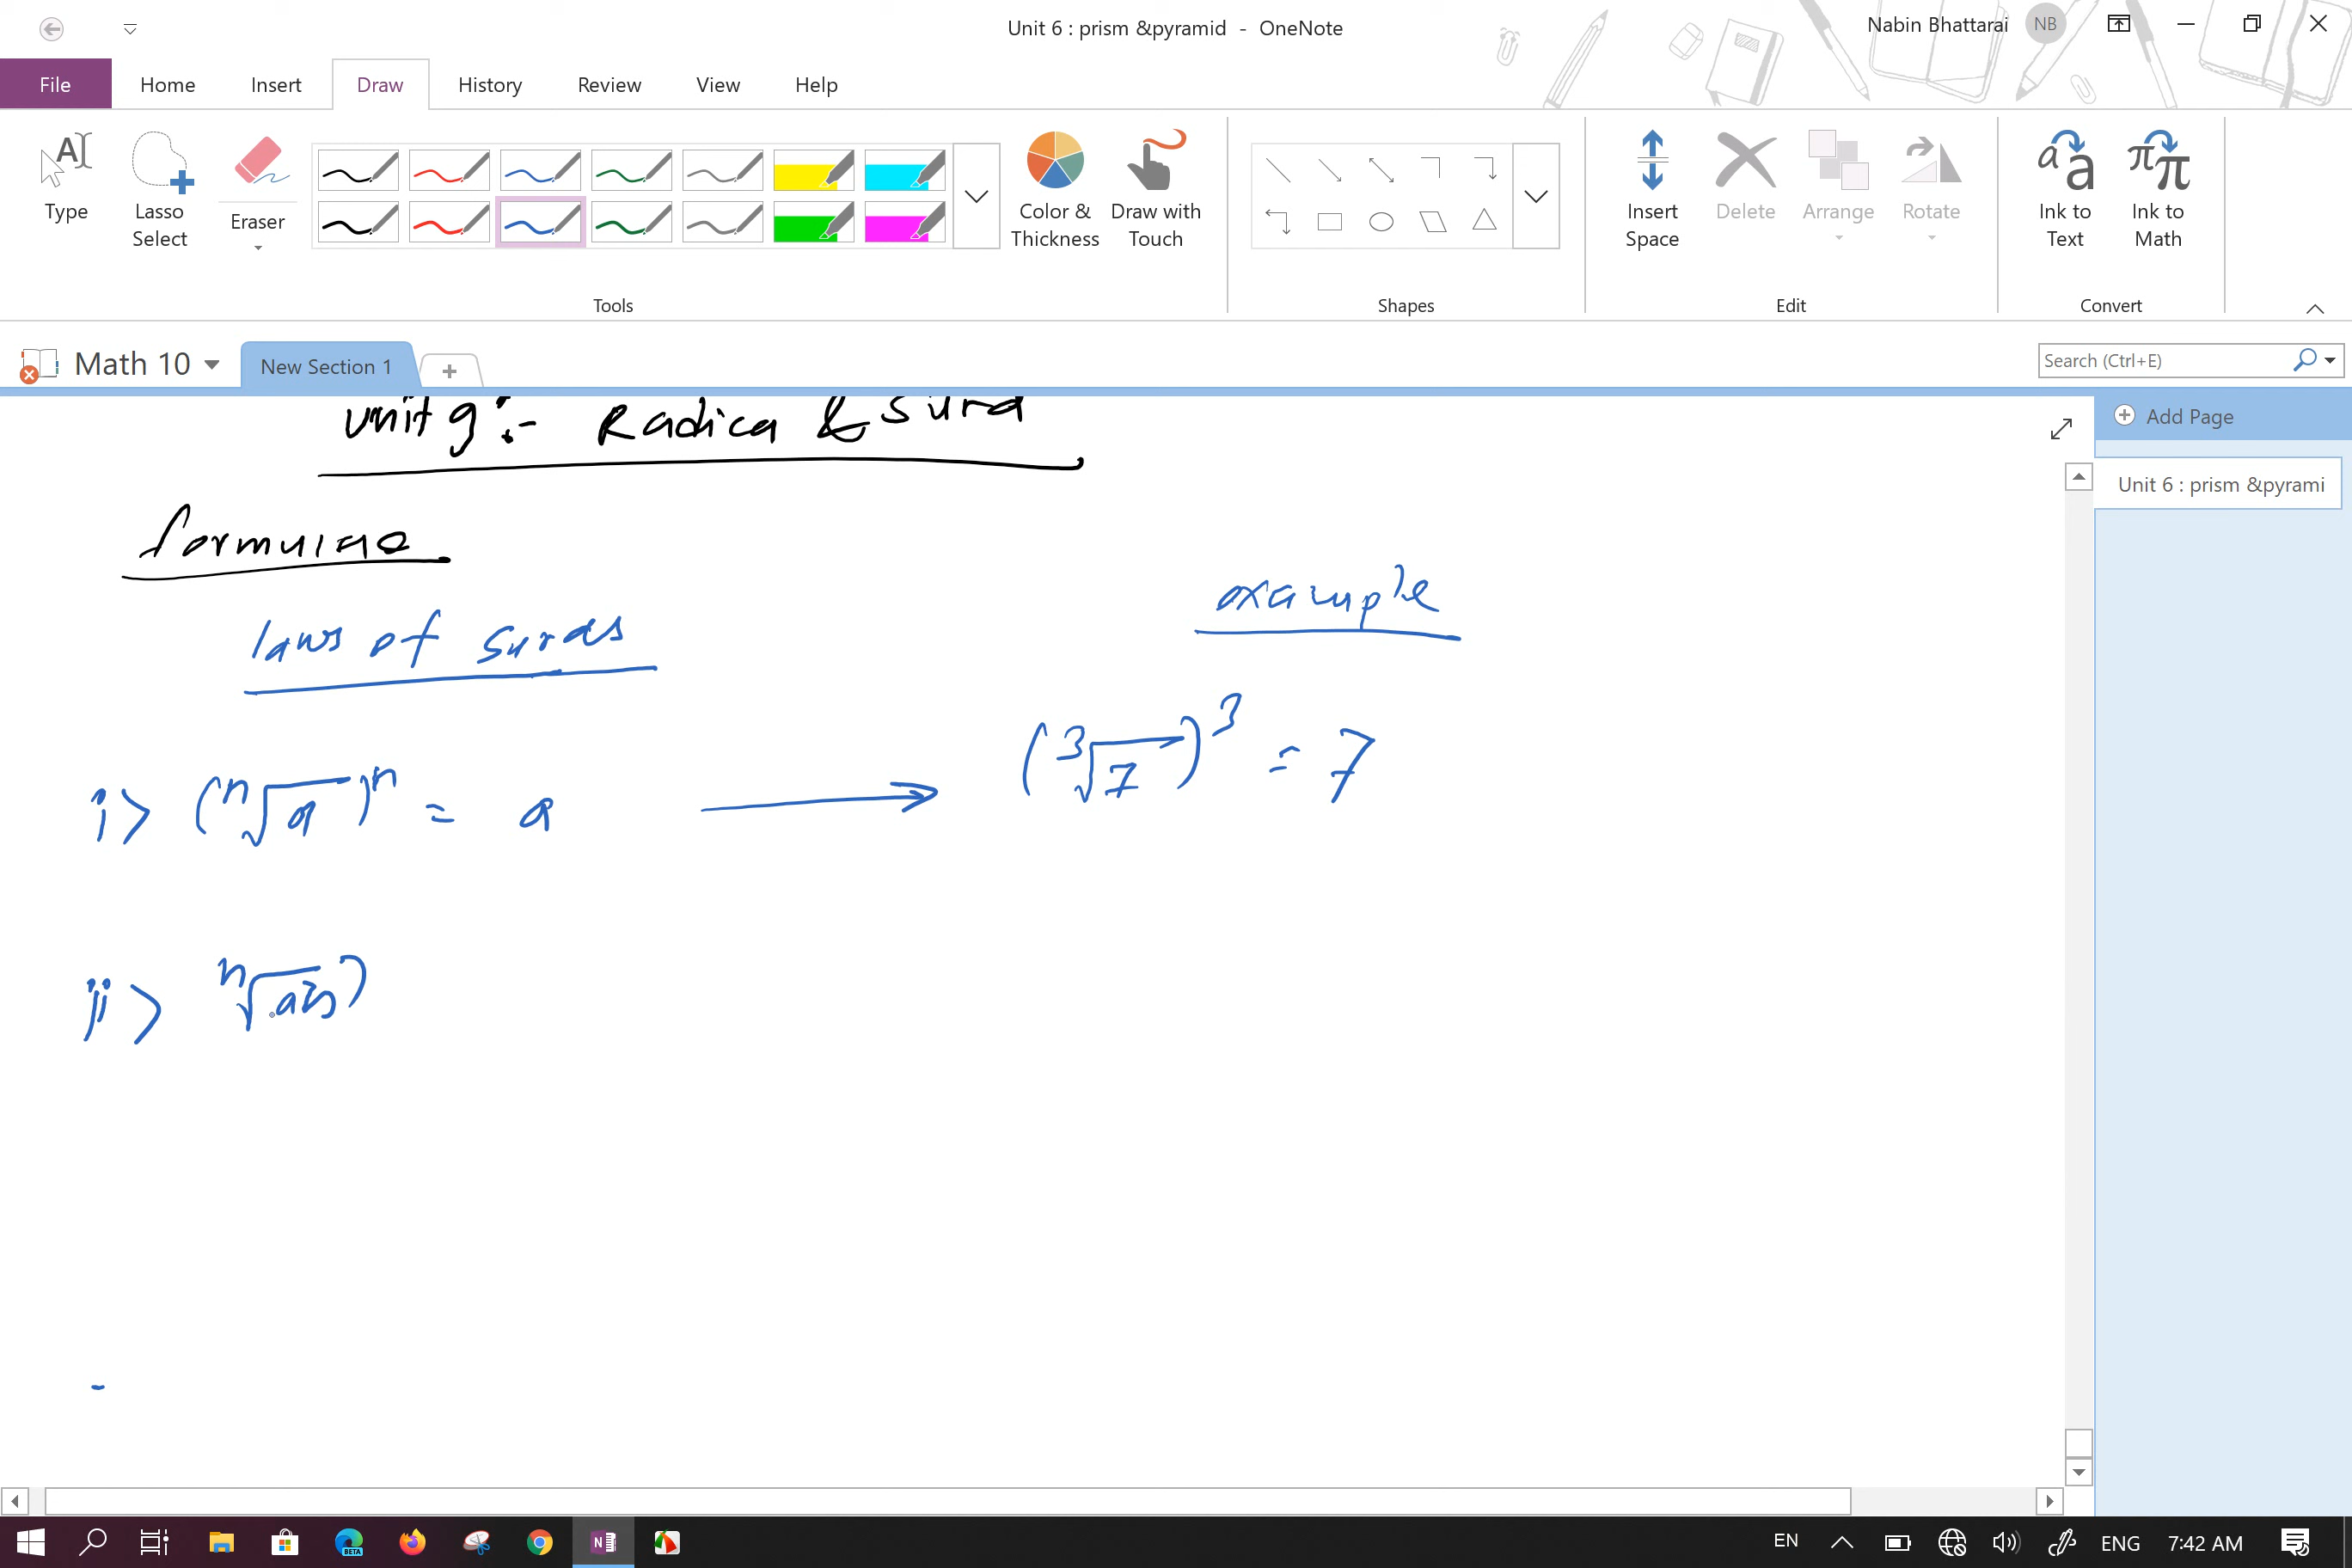 Unit 6 : prism &pyramid - OneNote
Nabin Bhattarai NB
File Home Insert Draw History Review View Help
Type
Lasso Select
Eraser
Color & Thickness
Draw with Touch
Insert Space
Delete
Arrange
Rotate
Ink to Text
Ink to Math
Tools
Shapes
Edit
Convert
Math 10
New Section 1
Search (Ctrl+E)
Add Page
Unit 6 : prism &pyrami
Unit 9 :- Radica & Surd
formulae
laws of surds
example
i> (ⁿ√a)ⁿ = a → (³√7)³ = 7
ii> ⁿ√ab
EN
ENG
7:42 AM